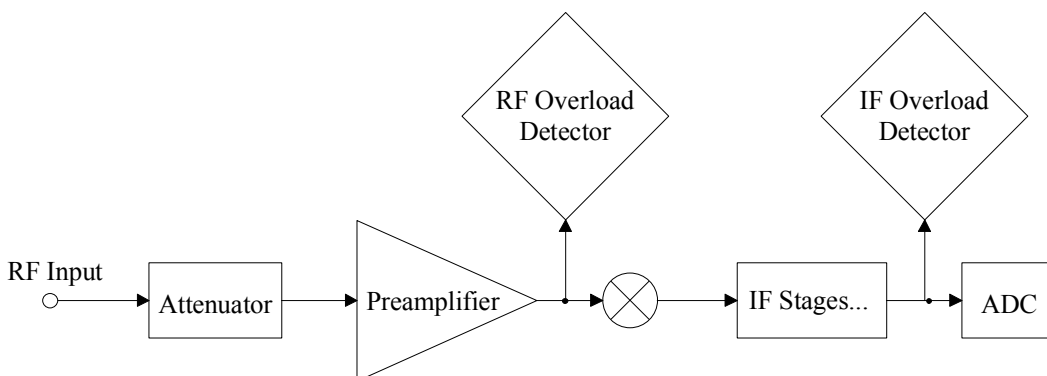 RF Overload
Detector
IF Overload
Detector
RF Input
Attenuator
Preamplifier
IF Stages...
ADC